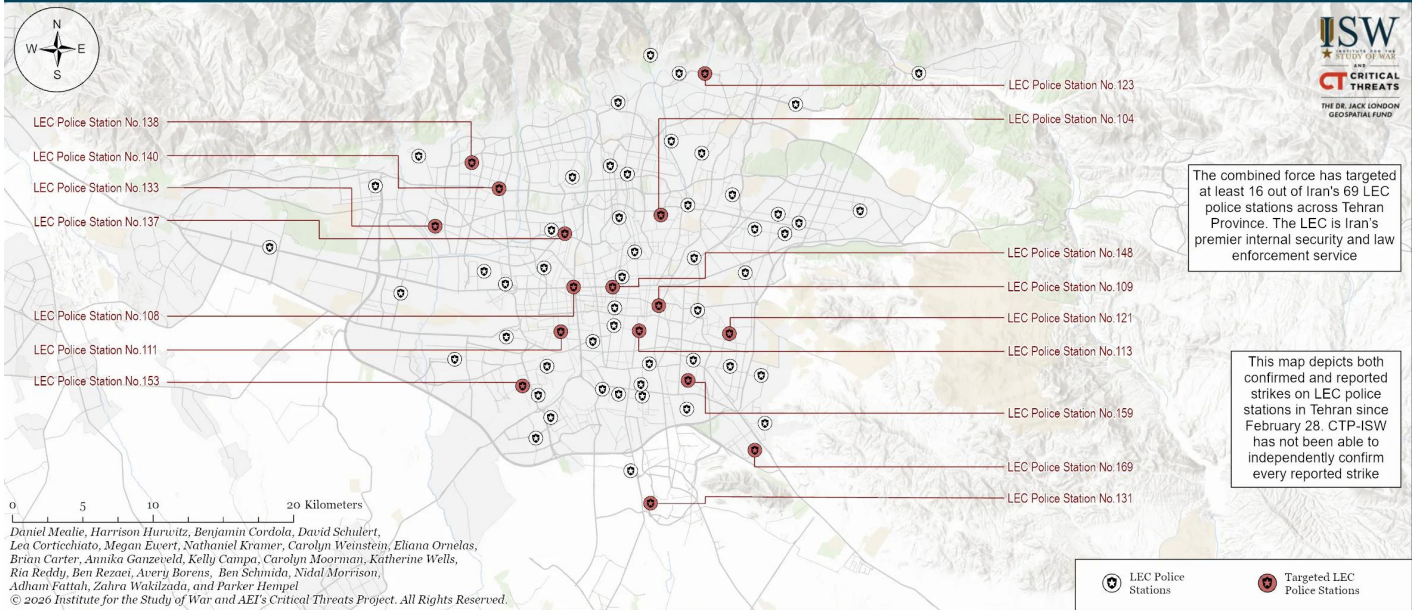 N
W E
S
ISW
INSTITUTE FOR THE
STUDY OF WAR
AND
CT CRITICAL
THREATS
THE DR. JACK LONDON
GEOSPATIAL FUND
LEC Police Station No.138
LEC Police Station No.140
LEC Police Station No.133
LEC Police Station No.137
LEC Police Station No.108
LEC Police Station No.111
LEC Police Station No.153
LEC Police Station No.123
LEC Police Station No.104
LEC Police Station No.148
LEC Police Station No.109
LEC Police Station No.121
LEC Police Station No.113
LEC Police Station No.159
LEC Police Station No.169
LEC Police Station No.131
The combined force has targeted
at least 16 out of Iran's 69 LEC
police stations across Tehran
Province. The LEC is Iran's
premier internal security and law
enforcement service
This map depicts both
confirmed and reported
strikes on LEC police
stations in Tehran since
February 28. CTP-ISW
has not been able to
independently confirm
every reported strike
0 5 10 20 Kilometers
Daniel Mealie, Harrison Hurwitz, Benjamin Cordola, David Schulert,
Lea Corticchiato, Megan Ewert, Nathaniel Kramer, Carolyn Weinstein, Eliana Ornelas,
Brian Carter, Annika Ganzeveld, Kelly Campa, Carolyn Moorman, Katherine Wells,
Ria Reddy, Ben Rezaei, Avery Borens, Ben Schmida, Nidal Morrison,
Adham Fattah, Zahra Wakilzada, and Parker Hempel
© 2026 Institute for the Study of War and AEI's Critical Threats Project. All Rights Reserved.
LEC Police
Stations
Targeted LEC
Police Stations